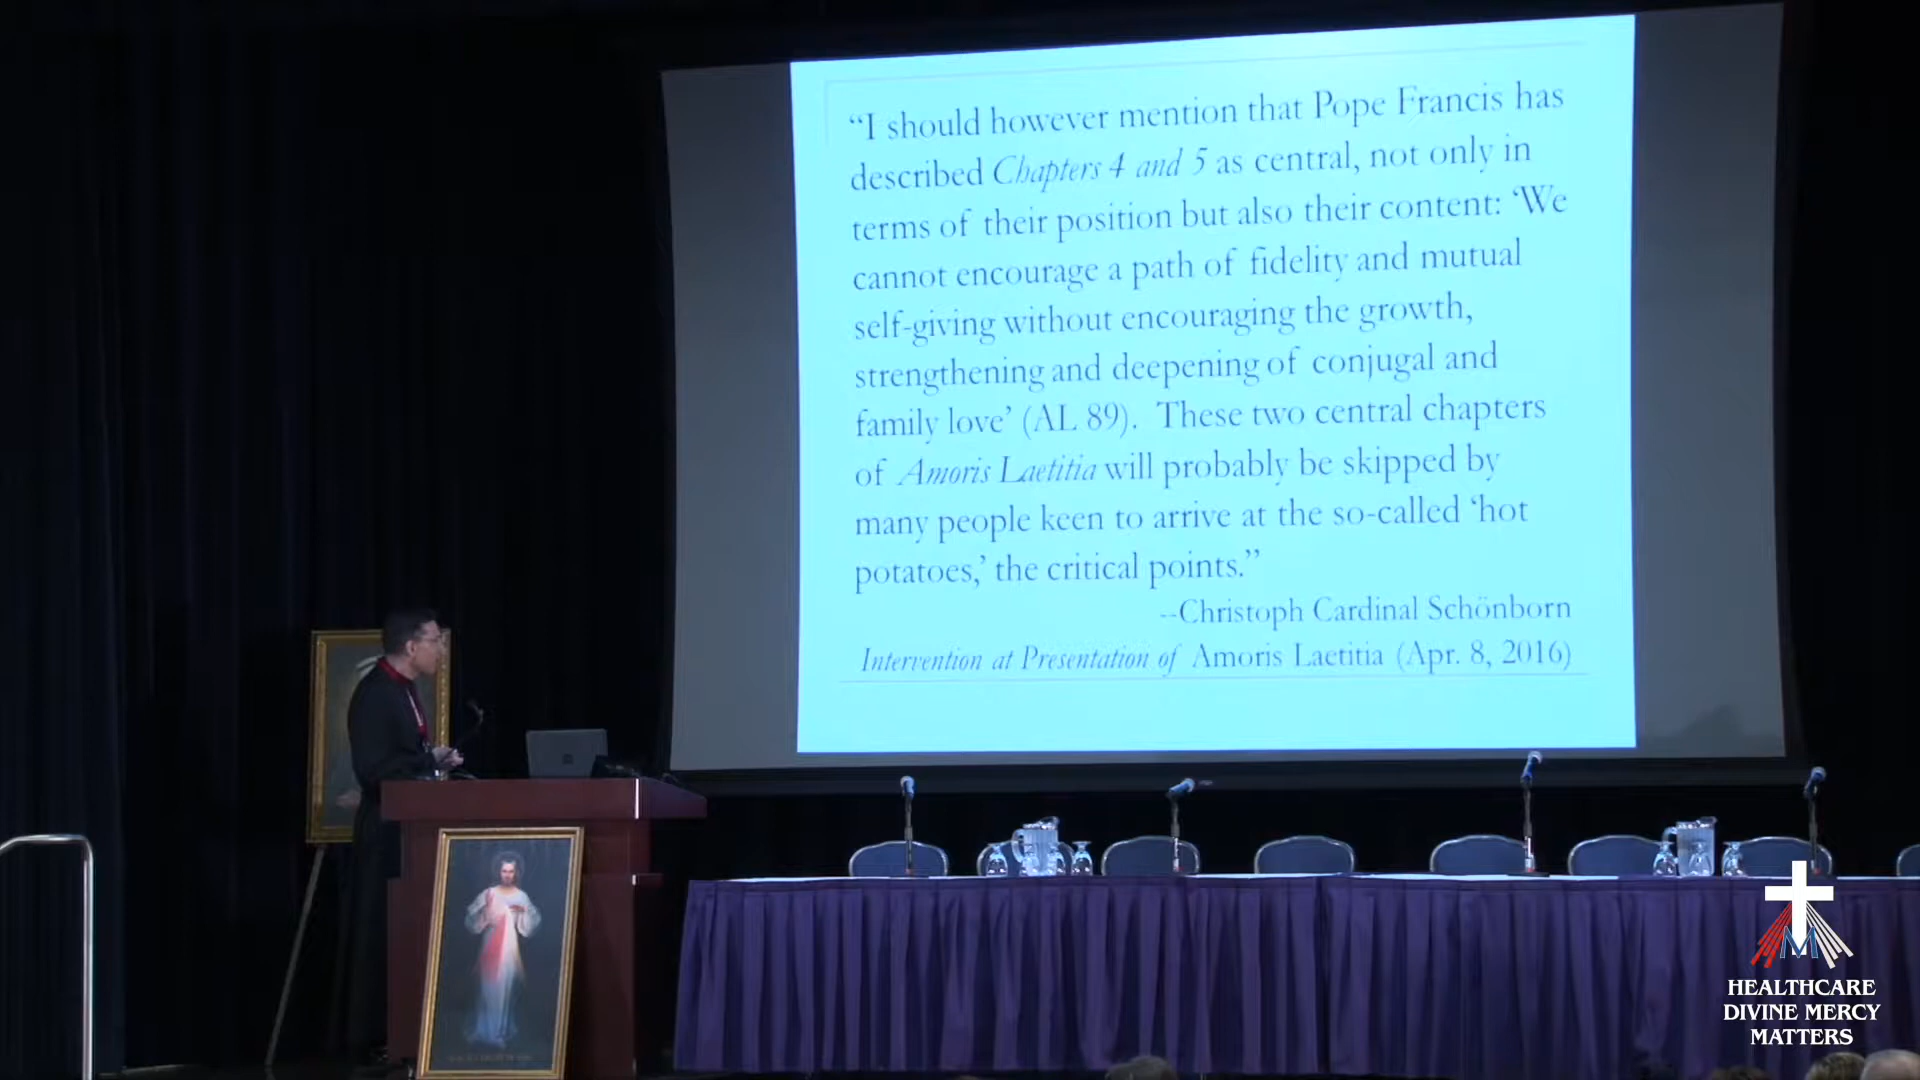 “I should however mention that Pope Francis has
described Chapters 4 and 5 as central, not only in
terms of their position but also their content: ‘We
cannot encourage a path of fidelity and mutual
self-giving without encouraging the growth,
strengthening and deepening of conjugal and
family love’ (AL 89). These two central chapters
of Amoris Laetitia will probably be skipped by
many people keen to arrive at the so-called ‘hot
potatoes,’ the critical points.”
--Christoph Cardinal Schönborn
Intervention at Presentation of Amoris Laetitia (Apr. 8, 2016)
HEALTHCARE
DIVINE MERCY
MATTERS